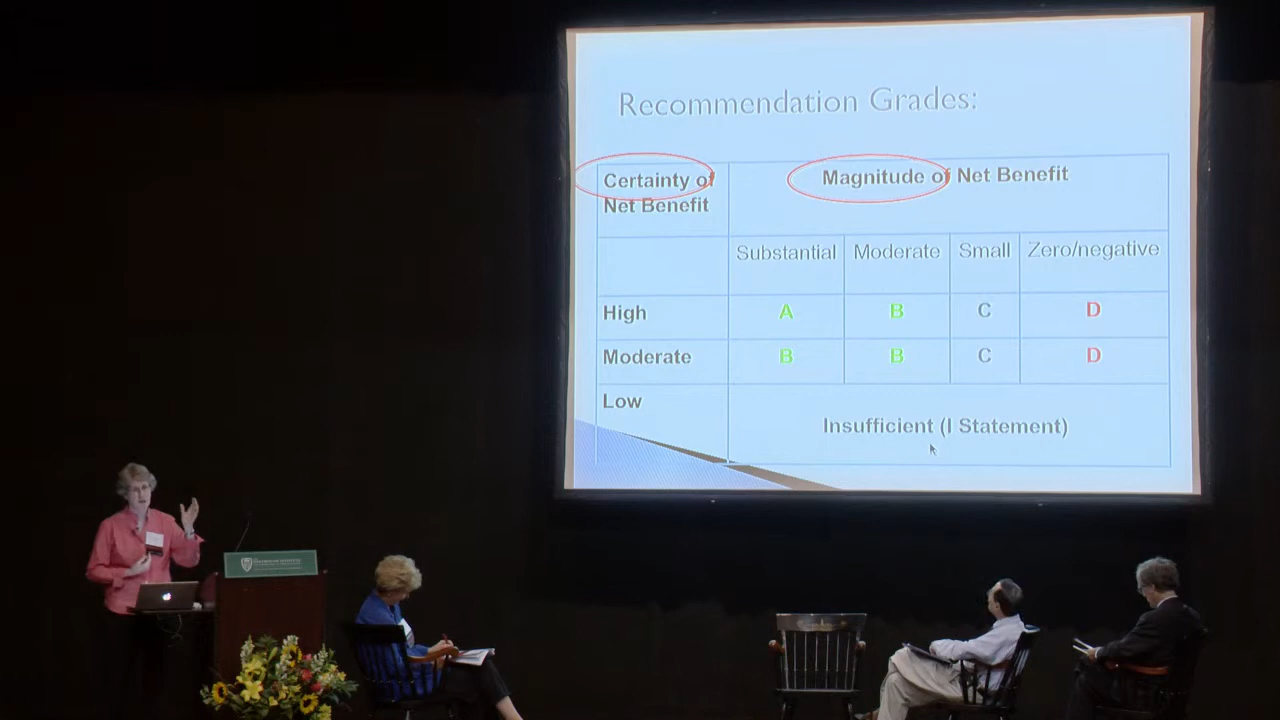 Recommendation Grades:
Certainty of Net Benefit
Magnitude of Net Benefit
Substantial Moderate Small Zero/negative
High A B C D
Moderate B B C D
Low
Insufficient (I Statement)